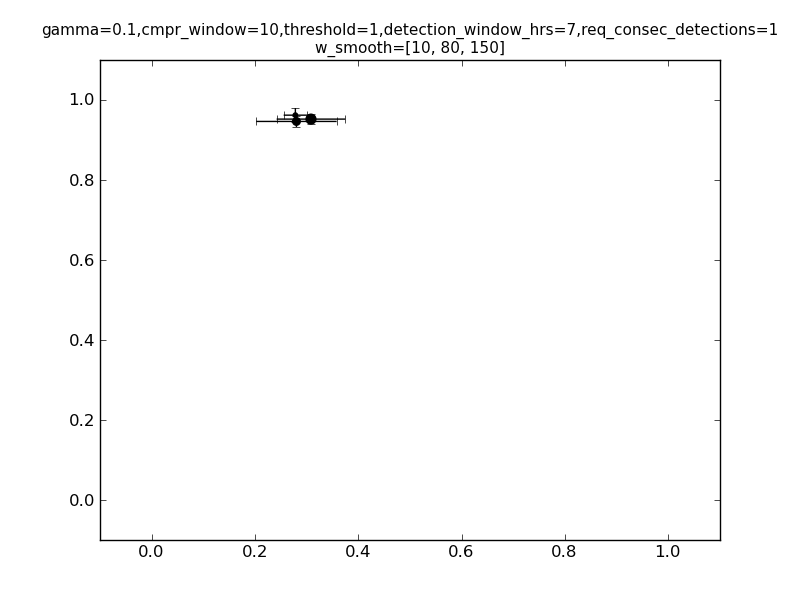 gamma=0.1,cmpr_window=10,threshold=1,detection_window_hrs=7,req_consec_detections=1
w_smooth=[10, 80, 150]
1.0
0.8
0.6
0.4
0.2
0.0
0.0 0.2 0.4 0.6 0.8 1.0